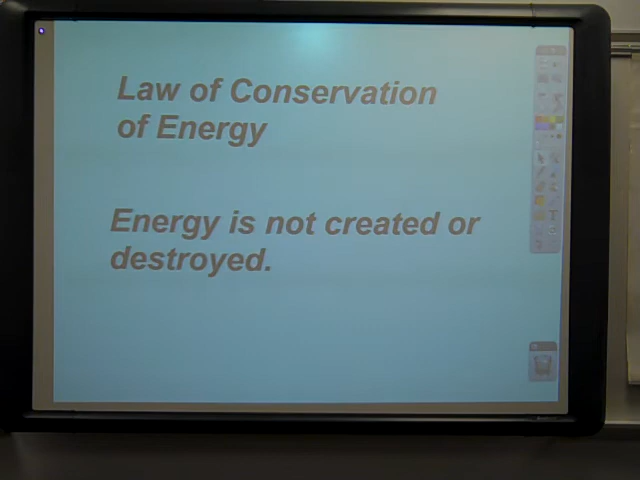 Law of Conservation
of Energy
Energy is not created or
destroyed.